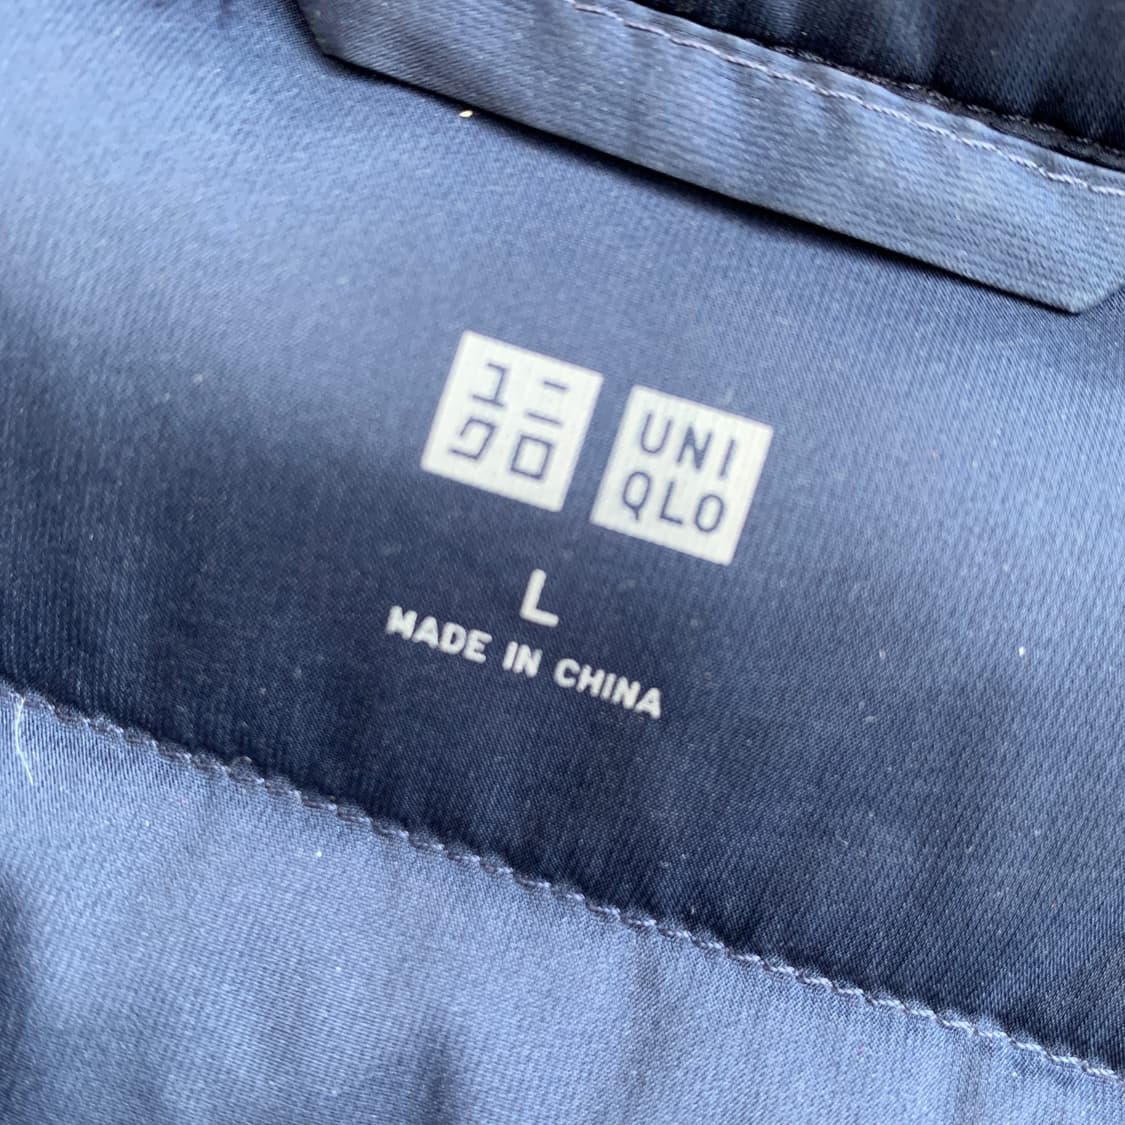 ユニ
クロ
UNI
QLO
L
MADE IN CHINA